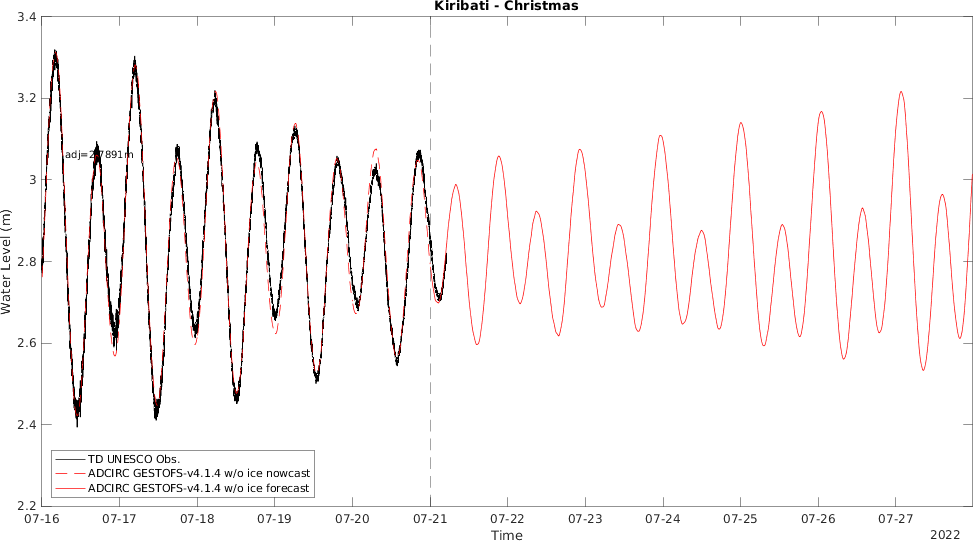 Kiribati - Christmas
3.4
3.2
3
2.8
2.6
2.4
2.2
Water Level (m)
adj=2.7891m
TD UNESCO Obs.
ADCIRC GESTOFS-v4.1.4 w/o ice nowcast
ADCIRC GESTOFS-v4.1.4 w/o ice forecast
07-16 07-17 07-18 07-19 07-20 07-21 07-22 07-23 07-24 07-25 07-26 07-27
Time
2022